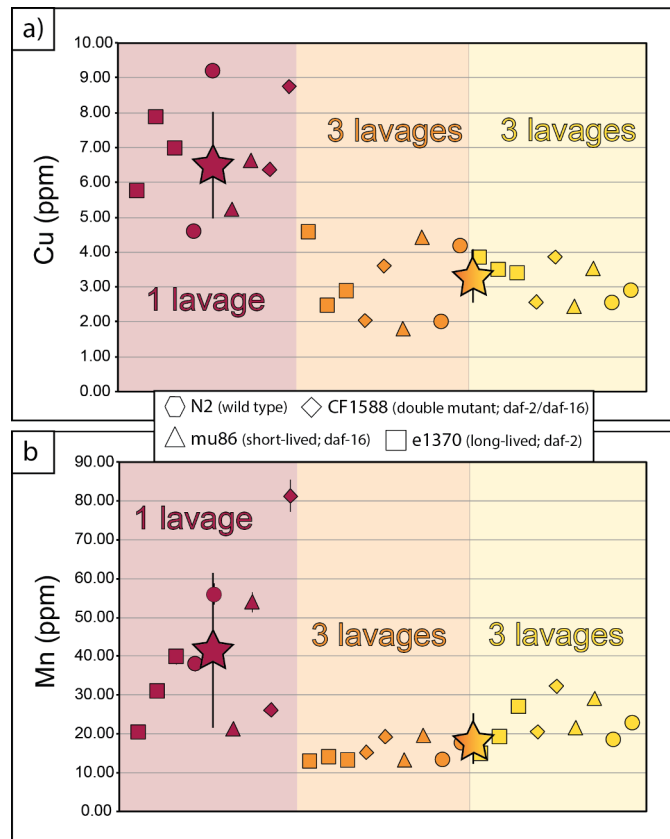 a)
10.00
9.00
8.00
7.00
6.00
5.00
4.00
3.00
2.00
1.00
0.00
Cu (ppm)
3 lavages
3 lavages
1 lavage
N2 (wild type)
CF1588 (double mutant; daf-2/daf-16)
mu86 (short-lived; daf-16)
e1370 (long-lived; daf-2)
b
90.00
80.00
70.00
60.00
50.00
40.00
30.00
20.00
10.00
0.00
Mn (ppm)
1 lavage
3 lavages
3 lavages